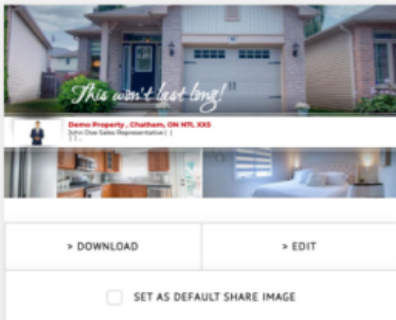 This won't last long!
Demo Property , Chatham, ON N7L XX5
John Doe Sales Representative | |
> DOWNLOAD
> EDIT
SET AS DEFAULT SHARE IMAGE